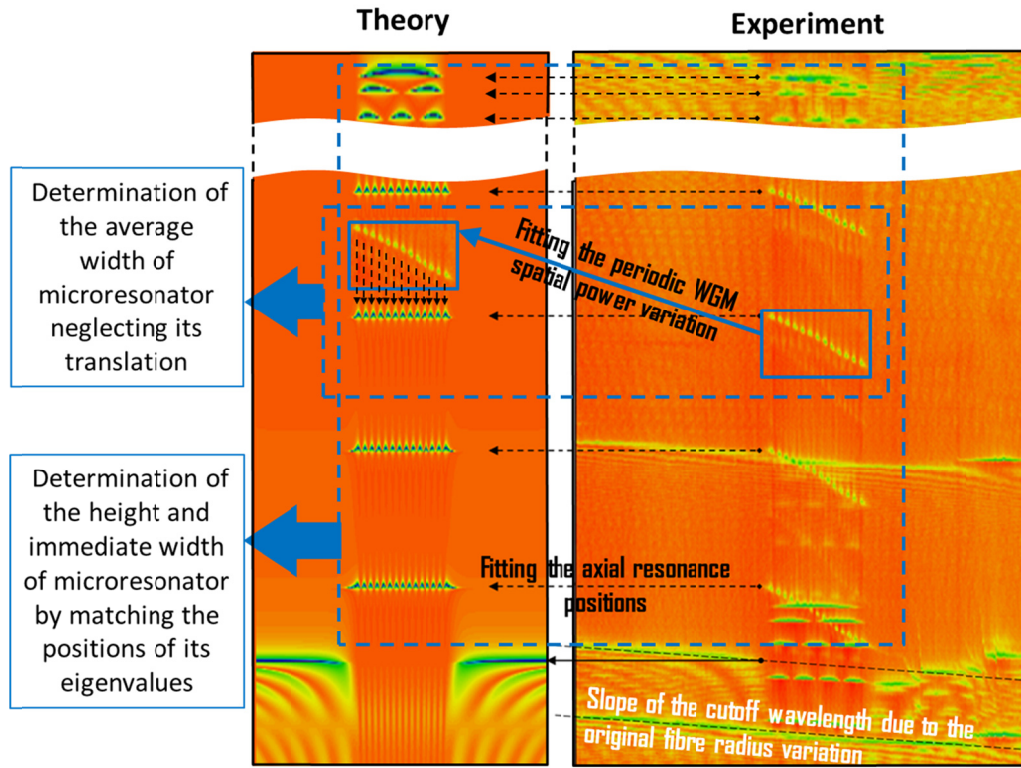 Theory
Experiment
Determination of
the average
width of
microresonator
neglecting its
translation
Fitting the periodic WGM
spatial power variation
Determination of
the height and
immediate width
of microresonator
by matching the
positions of its
eigenvalues
Fitting the axial resonance
positions
Slope of the cutoff wavelength due to the
original fibre radius variation